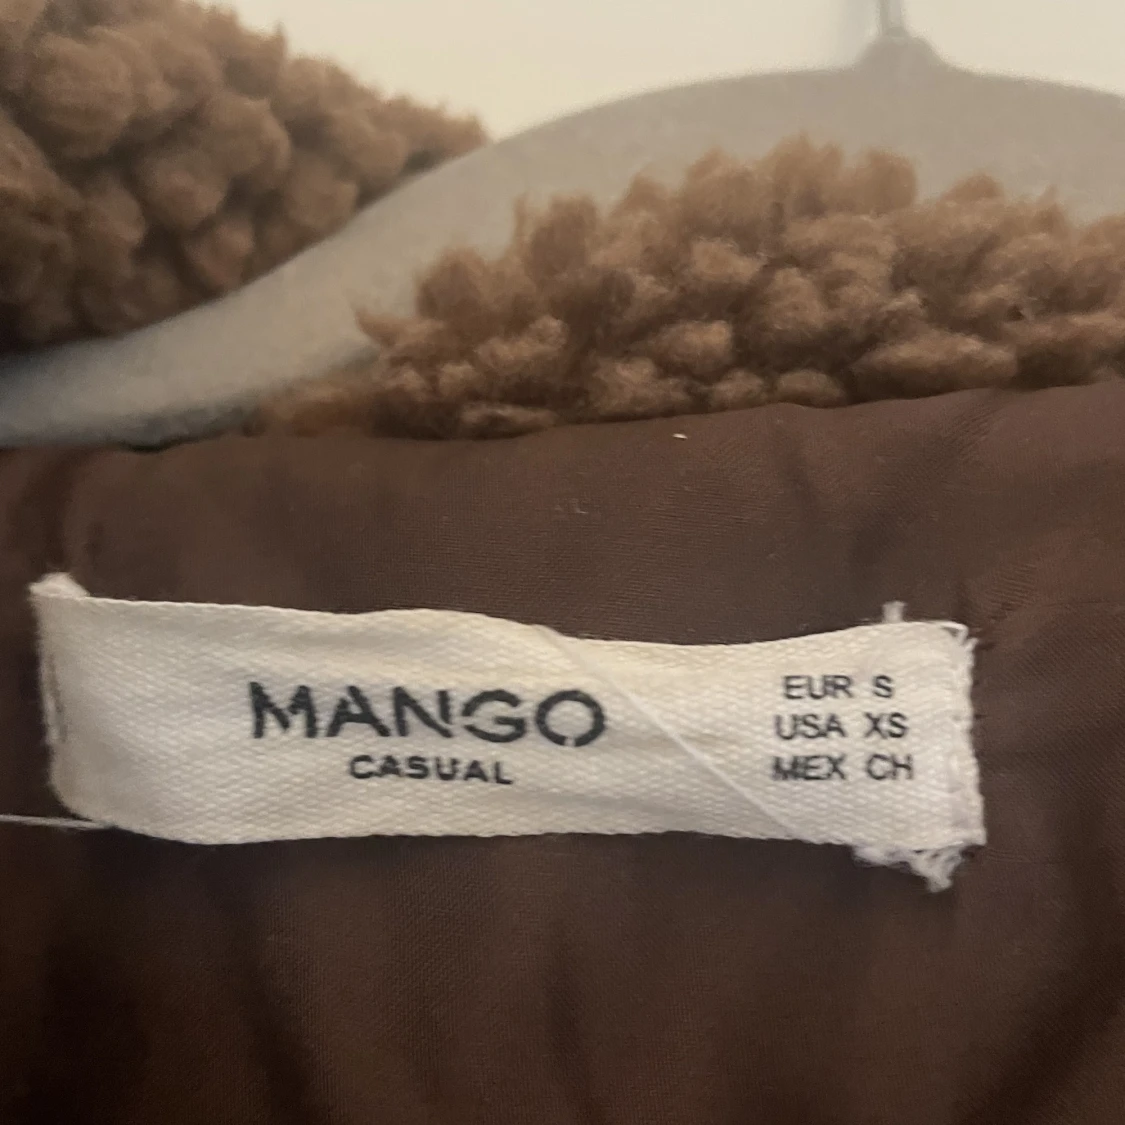 MANGO
CASUAL
EUR S
USA XS
MEX CH